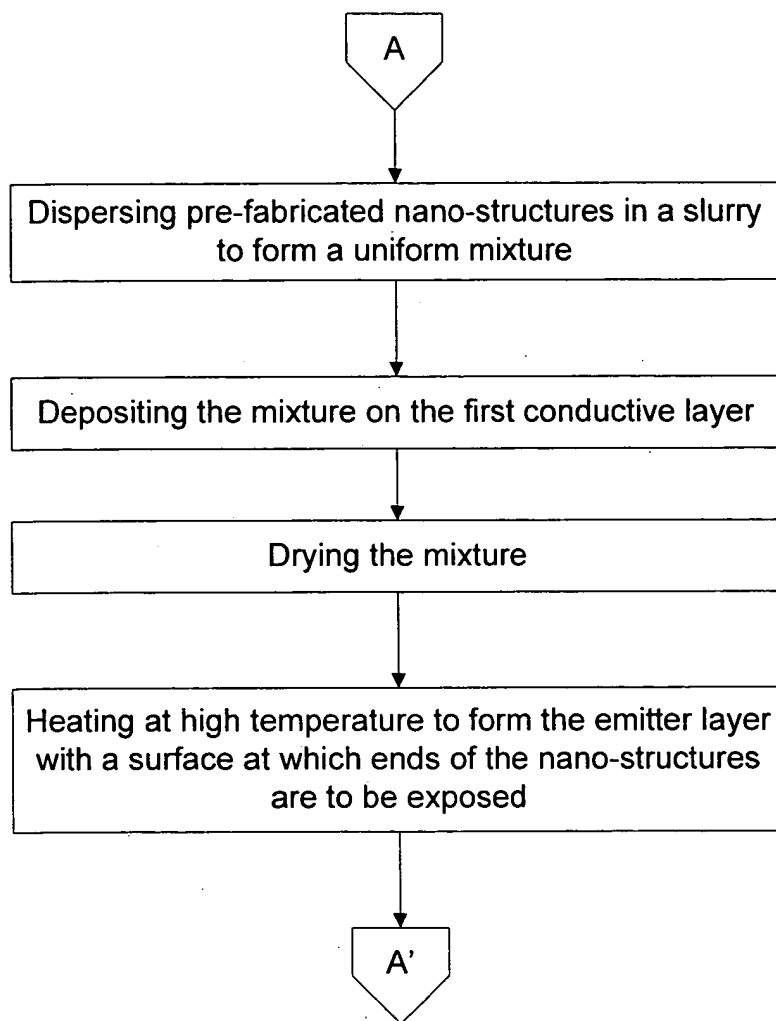 A
Dispersing pre-fabricated nano-structures in a slurry
to form a uniform mixture
Depositing the mixture on the first conductive layer
Drying the mixture
Heating at high temperature to form the emitter layer
with a surface at which ends of the nano-structures
are to be exposed
A'